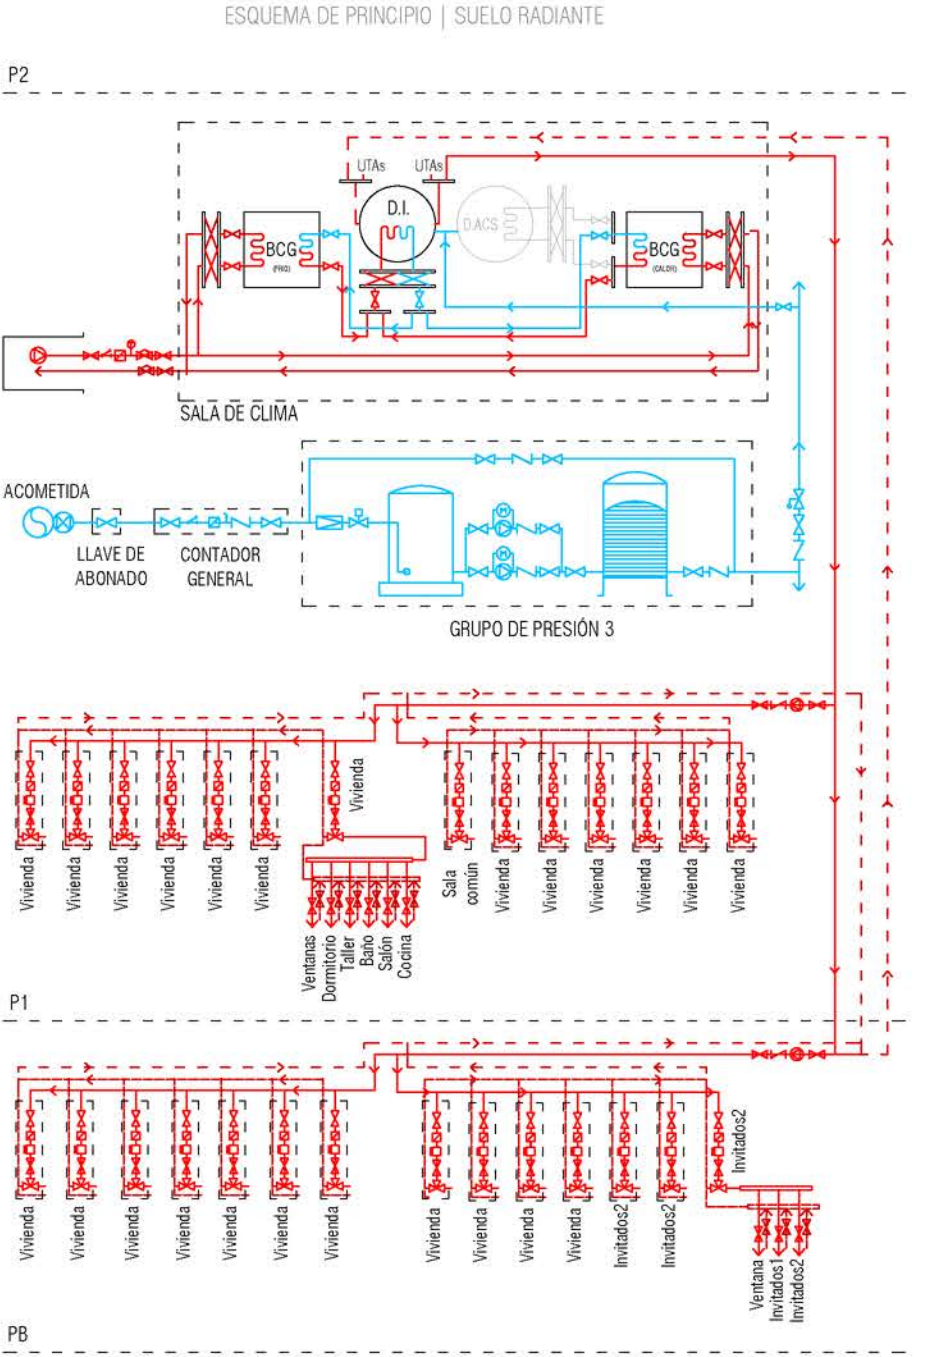 ESQUEMA DE PRINCIPIO | SUELO RADIANTE
P2
UTAs
UTAs
D.I.
D.ACS
BCG
(FRIO)
BCG
(CALOR)
SALA DE CLIMA
ACOMETIDA
M
M
LLAVE DE
ABONADO
CONTADOR
GENERAL
GRUPO DE PRESIÓN 3
Vivienda
Vivienda
Vivienda
Vivienda
Vivienda
Vivienda
Vivienda
Sala
común
Vivienda
Vivienda
Vivienda
Vivienda
Vivienda
Vivienda
Ventanas
Dormitorio
Taller
Baño
Salón
Cocina
P1
Vivienda
Vivienda
Vivienda
Vivienda
Vivienda
Vivienda
Vivienda
Vivienda
Vivienda
Vivienda
Vivienda
Invitados2
Invitados2
Invitados2
Ventana
Invitados1
Invitados2
PB